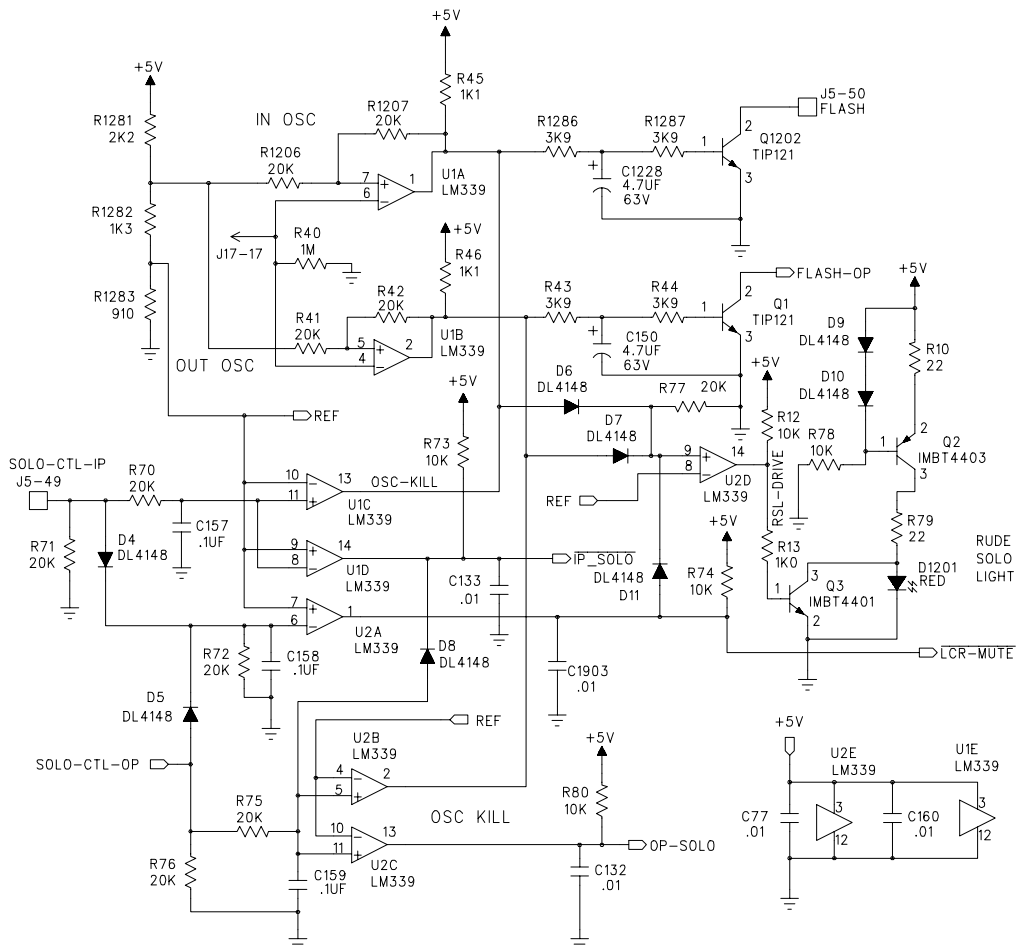 +5V
+5V
R1281
2K2
R45
1K1
R1207
20K
IN OSC
R1206
20K
7
+
6
-
1
U1A
LM339
R1286
3K9
R1287
3K9
J5-50
FLASH
2
1
3
Q1202
TIP121
+
C1228
4.7UF
63V
R1282
1K3
J17-17
R40
1M
+5V
R46
1K1
R1283
910
R42
20K
R41
20K
5
+
4
-
2
U1B
LM339
OUT OSC
R43
3K9
R44
3K9
FLASH-OP
2
1
3
Q1
TIP121
+
C150
4.7UF
63V
+5V
D9
DL4148
D10
DL4148
R10
22
REF
+5V
R73
10K
D6
DL4148
R77
20K
+5V
R12
10K
D7
DL4148
9
+
8
-
14
U2D
LM339
REF
RSL-DRIVE
R78
10K
2
1
3
Q2
IMBT4403
SOLO-CTL-IP
J5-49
R70
20K
10
-
11
+
13
U1C
LM339
OSC-KILL
C157
.1UF
R71
20K
D4
DL4148
9
+
8
-
14
U1D
LM339
IP_SOLO
C133
.01
DL4148
D11
+5V
R74
10K
R13
1K0
R79
22
3
1
2
Q3
IMBT4401
D1201
RED
RUDE
SOLO
LIGHT
7
+
6
-
1
U2A
LM339
R72
20K
C158
.1UF
D8
DL4148
C1903
.01
LCR-MUTE
D5
DL4148
SOLO-CTL-OP
REF
U2B
LM339
4
-
5
+
2
R75
20K
OSC KILL
10
-
11
+
13
U2C
LM339
R76
20K
C159
.1UF
+5V
R80
10K
OP-SOLO
C132
.01
+5V
U2E
LM339
U1E
LM339
C77
.01
3
12
C160
.01
3
12